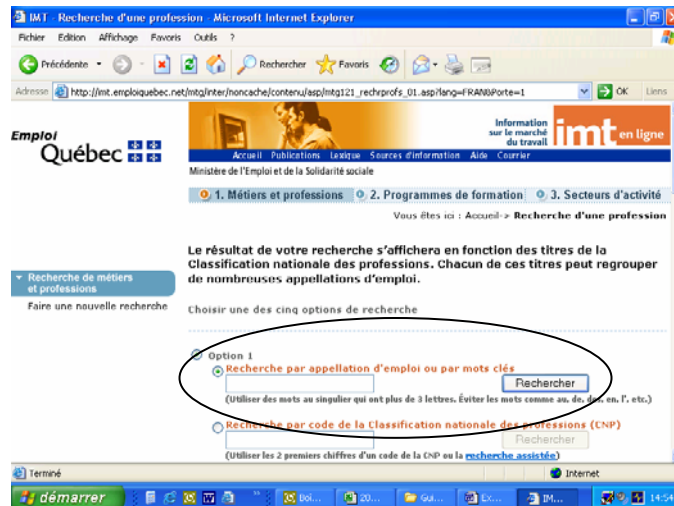 IMT - Recherche d'une profession - Microsoft Internet Explorer
Fichier Edition Affichage Favoris Outils ?
Précédente Rechercher Favoris
Adresse http://imt.emploiquebec.net/mtg/inter/noncache/contenu/asp/mtg121_rechrprofs_01.asp?lang=FRAN&Porte=1 OK Liens
Emploi
Québec
Information
sur le marché
du travail
imt en ligne
Accueil Publications Lexique Sources d'information Aide Courrier
Ministère de l'Emploi et de la Solidarité sociale
1. Métiers et professions 2. Programmes de formation 3. Secteurs d'activité
Vous êtes ici : Accueil-> Recherche d'une profession
Le résultat de votre recherche s'affichera en fonction des titres de la
Classification nationale des professions. Chacun de ces titres peut regrouper
de nombreuses appellations d'emploi.
Recherche de métiers
et professions
Faire une nouvelle recherche
Choisir une des cinq options de recherche
Option 1
Recherche par appellation d'emploi ou par mots clés
Rechercher
(Utiliser des mots au singulier qui ont plus de 3 lettres. Éviter les mots comme au, de, des, en, l', etc.)
Recherche par code de la Classification nationale des professions (CNP)
Rechercher
(Utiliser les 2 premiers chiffres d'un code de la CNP ou la recherche assistée)
Terminé Internet
démarrer Boî... 20... Gui... Ex... IM... 14:54